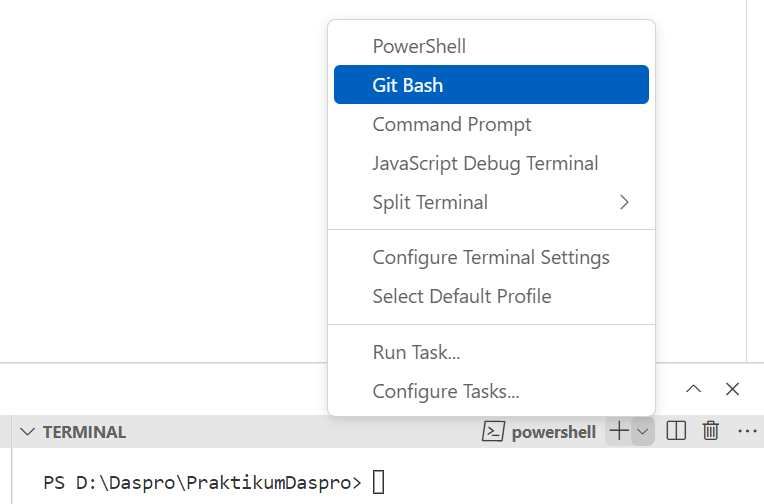 PowerShell
Git Bash
Command Prompt
JavaScript Debug Terminal
Split Terminal
Configure Terminal Settings
Select Default Profile
Run Task...
Configure Tasks...
TERMINAL
powershell
PS D:\Daspro\PraktikumDaspro>